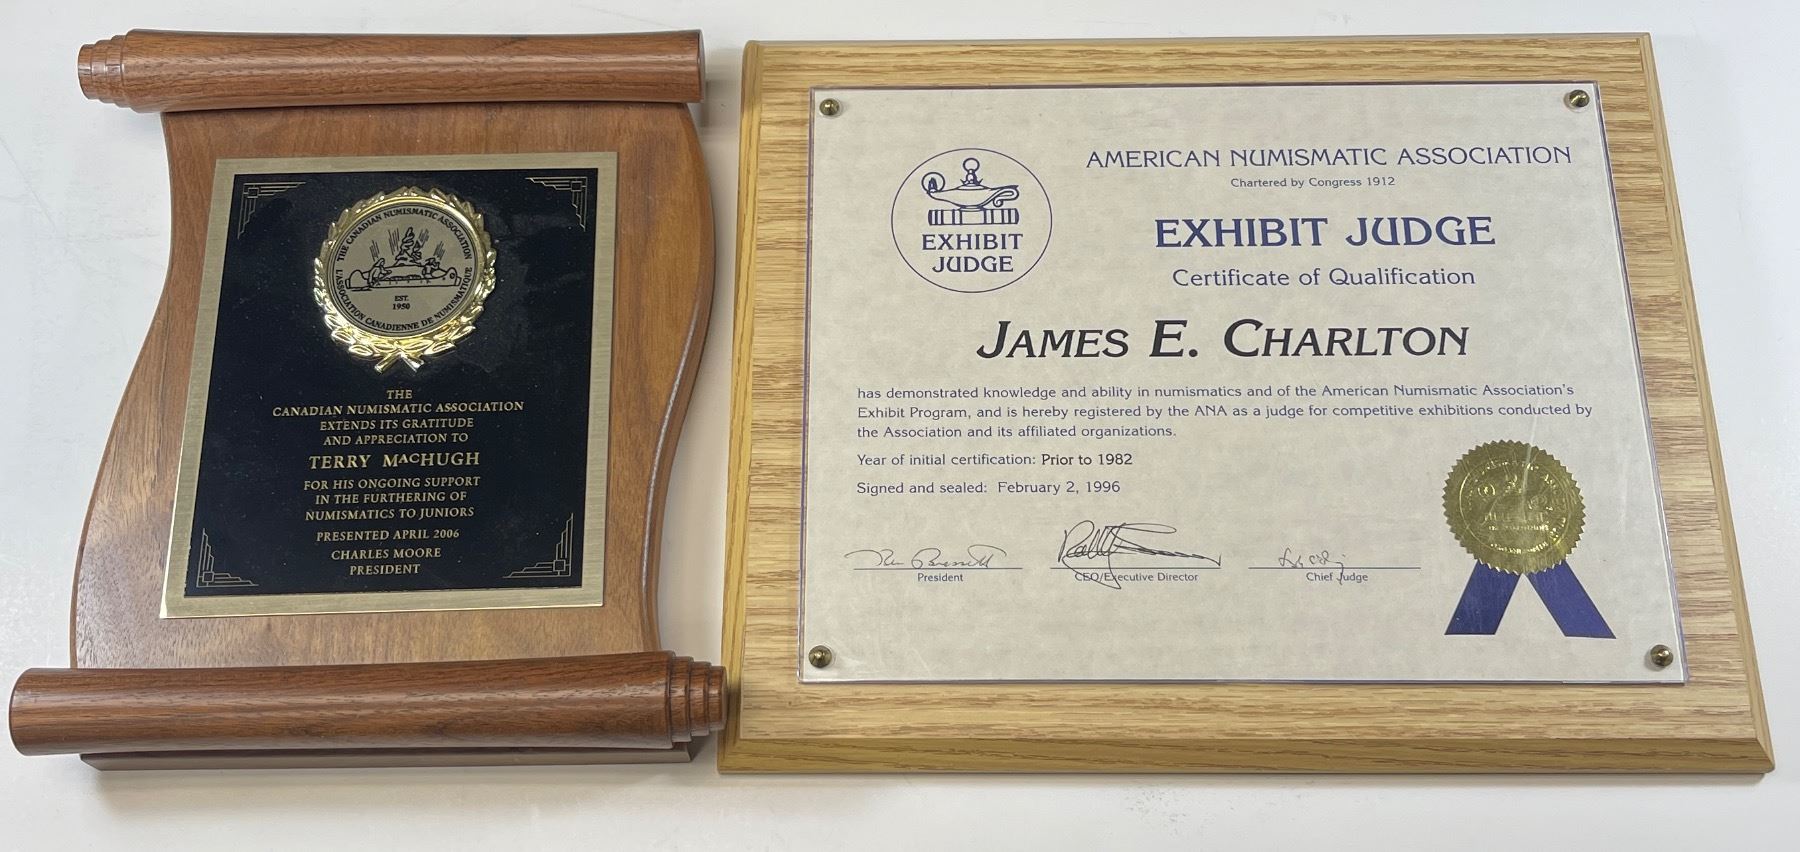 THE CANADIAN NUMISMATIC ASSOCIATION
L'ASSOCIATION CANADIENNE DE NUMISMATIQUE
EST.
1950
THE
CANADIAN NUMISMATIC ASSOCIATION
EXTENDS ITS GRATITUDE
AND APPRECIATION TO
TERRY MACHUGH
FOR HIS ONGOING SUPPORT
IN THE FURTHERING OF
NUMISMATICS TO JUNIORS
PRESENTED APRIL 2006
CHARLES MOORE
PRESIDENT
EXHIBIT
JUDGE
AMERICAN NUMISMATIC ASSOCIATION
Chartered by Congress 1912
EXHIBIT JUDGE
Certificate of Qualification
JAMES E. CHARLTON
has demonstrated knowledge and ability in numismatics and of the American Numismatic Association's
Exhibit Program, and is hereby registered by the ANA as a judge for competitive exhibitions conducted by
the Association and its affiliated organizations.
Year of initial certification: Prior to 1982
Signed and sealed: February 2, 1996
President
CEO/Executive Director
Chief Judge